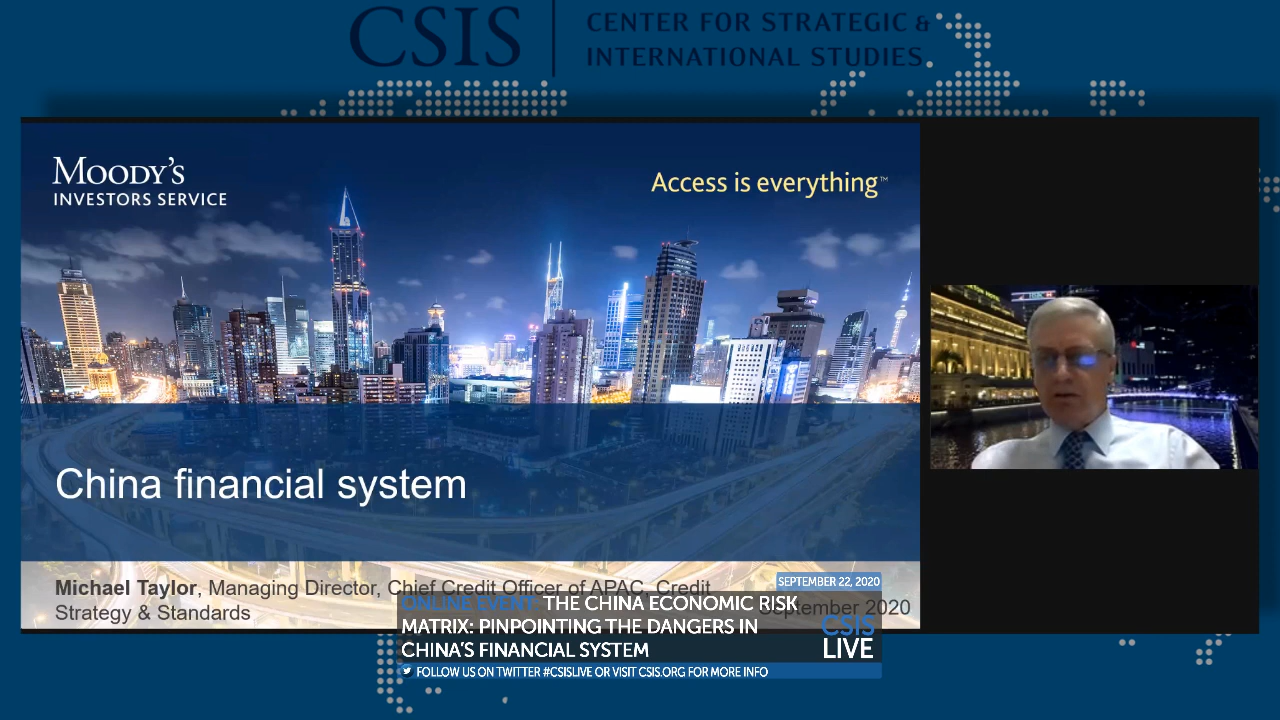 CSIS
CENTER FOR STRATEGIC &
INTERNATIONAL STUDIES
MOODY'S
INVESTORS SERVICE
Access is everything™
China financial system
Michael Taylor, Managing Director, Chief Credit Officer of APAC, Credit
Strategy & Standards
September 2020
SEPTEMBER 22, 2020
ONLINE EVENT: THE CHINA ECONOMIC RISK
MATRIX: PINPOINTING THE DANGERS IN
CHINA'S FINANCIAL SYSTEM
CSIS
LIVE
FOLLOW US ON TWITTER #CSISLIVE OR VISIT CSIS.ORG FOR MORE INFO